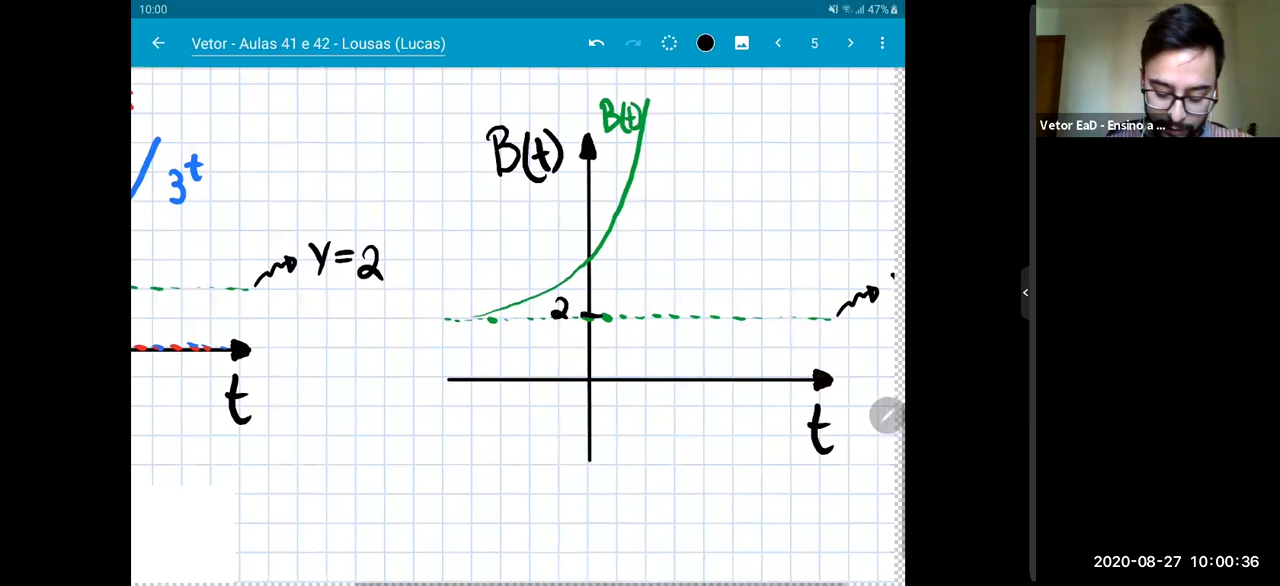 10:00
47%
Vetor - Aulas 41 e 42 - Lousas (Lucas)
5
Vetor EaD - Ensino a ...
B(t)
B(t)
3^t
Y=2
2
t
t
2020-08-27 10:00:36